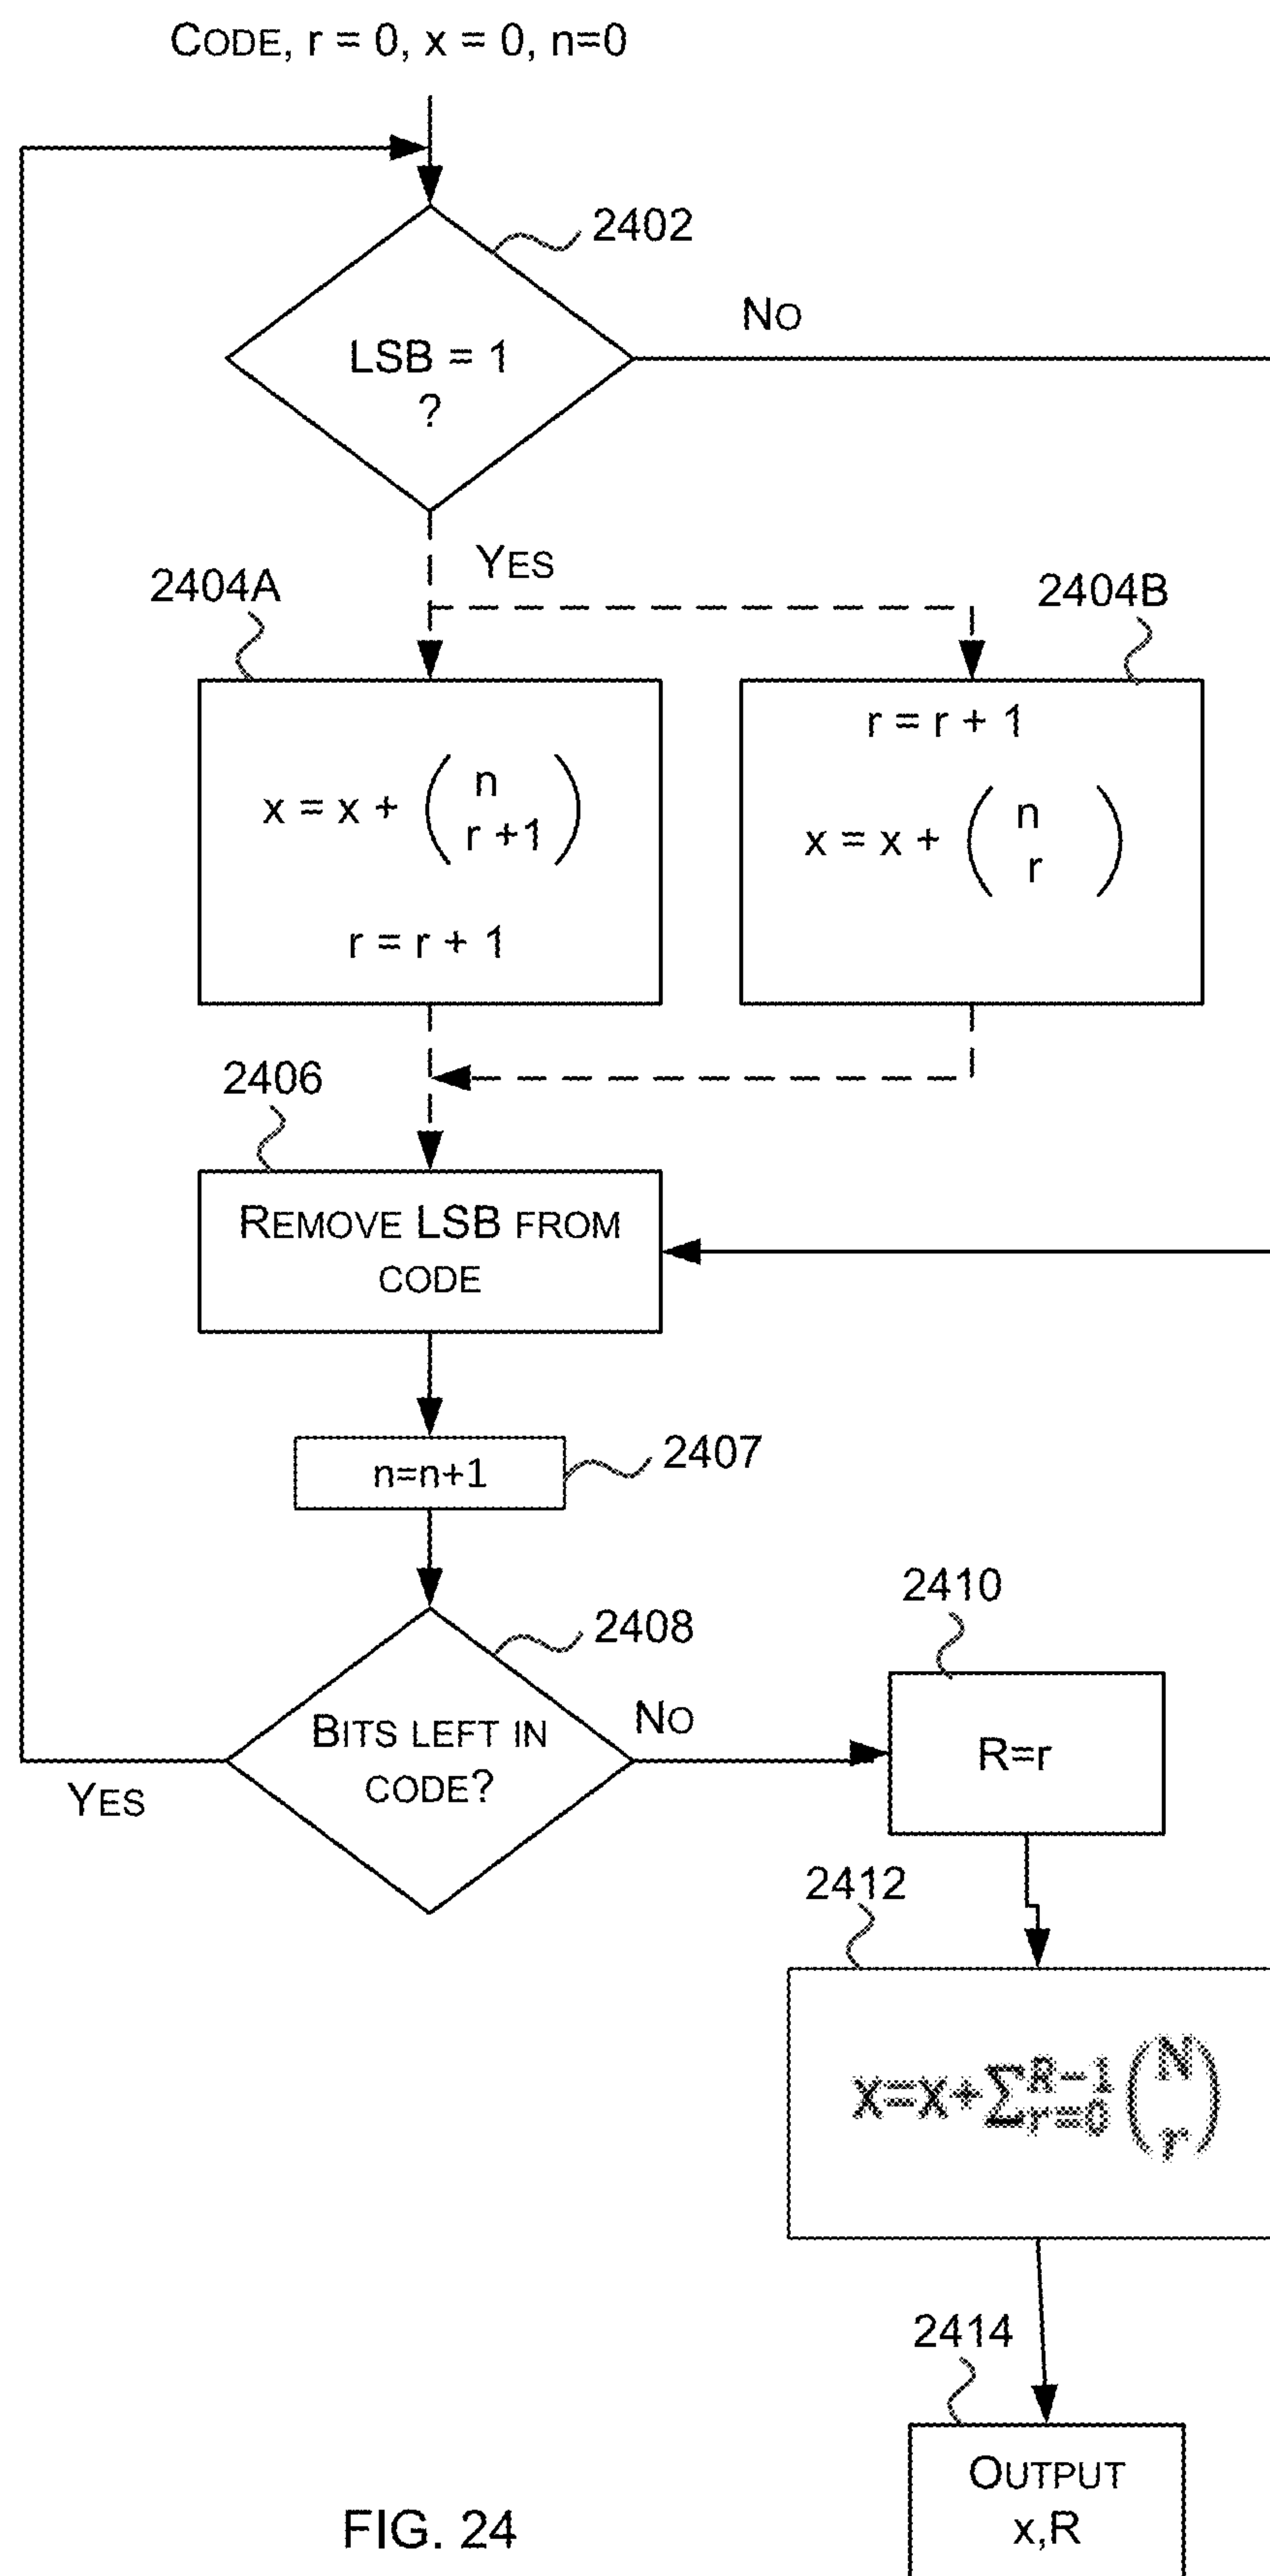 CODE, r = 0, x = 0, n=0
2402
NO
LSB = 1
?
YES
2404A
2404B
x = x + ( n
r +1 )
r = r + 1
r = r + 1
x = x + ( n
r )
2406
REMOVE LSB FROM
CODE
n=n+1
2407
2408
BITS LEFT IN
CODE?
YES
NO
2410
R=r
2412
x=x+∑_{r=0}^{R−1} ( N
r )
2414
OUTPUT
x,R
FIG. 24